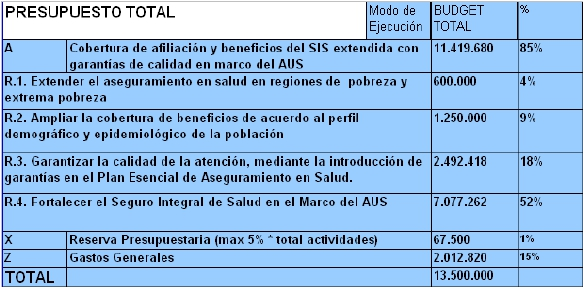 PRESUPUESTO TOTAL Modo de BUDGET %
Ejecución TOTAL
A Cobertura de afiliación y beneficios del SIS extendida con 11.419.680 85%
garantías de calidad en marco del AUS
R.1. Extender el aseguramiento en salud en regiones de pobreza y 600.000 4%
extrema pobreza
R.2. Ampliar la cobertura de beneficios de acuerdo al perfil 1.250.000 9%
demográfico y epidemiológico de la población
R.3. Garantizar la calidad de la atención, mediante la introducción de 2.492.418 18%
garantías en el Plan Esencial de Aseguramiento en Salud.
R.4. Fortalecer el Seguro Integral de Salud en el Marco del AUS 7.077.262 52%
X Reserva Presupuestaria (max 5% * total actividades) 67.500 1%
Z Gastos Generales 2.012.820 15%
TOTAL 13.500.000